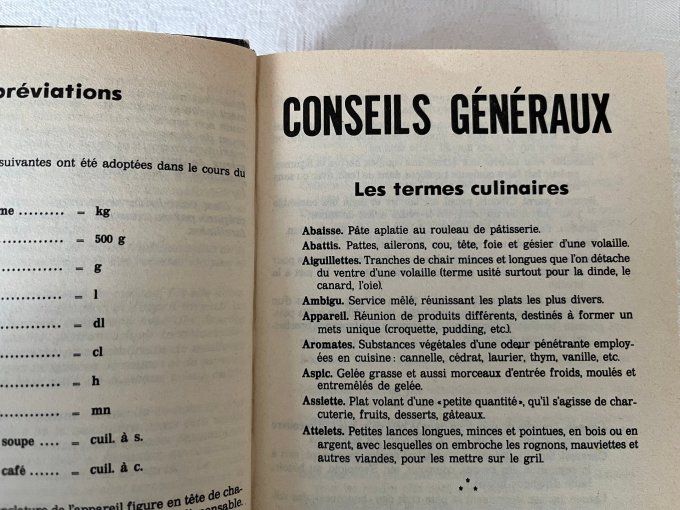 bréviations
suivantes ont été adoptées dans le cours du
me ......... = kg
............ = 500 g
............ = g
............ = l
............ = dl
............ = cl
............ = h
............ = mn
soupe .... = cuil. à s.
café ...... = cuil. à c.
de l'appareil figure en tête de cha-
CONSEILS GÉNÉRAUX
Les termes culinaires
Abaisse. Pâte aplatie au rouleau de pâtisserie.
Abattis. Pattes, ailerons, cou, tête, foie et gésier d'une volaille.
Aiguillettes. Tranches de chair minces et longues que l'on détache
du ventre d'une volaille (terme usité surtout pour la dinde, le
canard, l'oie).
Ambigu. Service mêlé, réunissant les plats les plus divers.
Appareil. Réunion de produits différents, destinés à former un
mets unique (croquette, pudding, etc.).
Aromates. Substances végétales d'une odeur pénétrante employ-
ées en cuisine : cannelle, cédrat, laurier, thym, vanille, etc.
Aspic. Gelée grasse et aussi morceaux d'entrée froids, moulés et
entremêlés de gelée.
Assiette. Plat volant d'une «petite quantité», qu'il s'agisse de char-
cuterie, fruits, desserts, gâteaux.
Attelets. Petites lances longues, minces et pointues, en bois ou en
argent, avec lesquelles on embroche les rognons, mauviettes et
autres viandes, pour les mettre sur le gril.
***